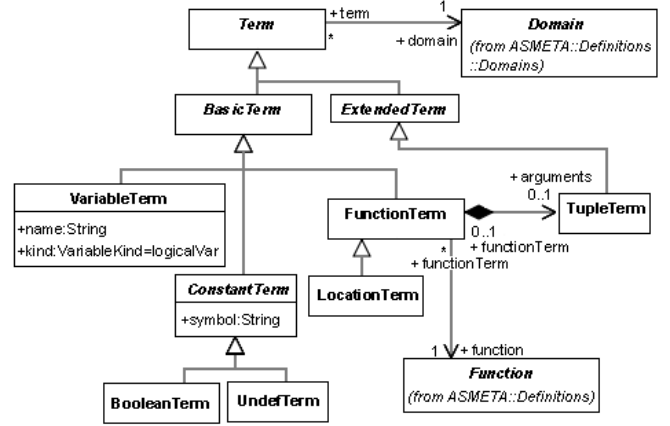 Term
+ term
1
*
+ domain
Domain
(from ASMETA::Definitions
::Domains)
BasicTerm
ExtendedTerm
VariableTerm
+name:String
+kind:VariableKind=logicalVar
FunctionTerm
+ arguments
0..1
0..1
+ functionTerm
TupleTerm
*
+ functionTerm
LocationTerm
ConstantTerm
+symbol:String
BooleanTerm
UndefTerm
1
+ function
Function
(from ASMETA::Definitions)